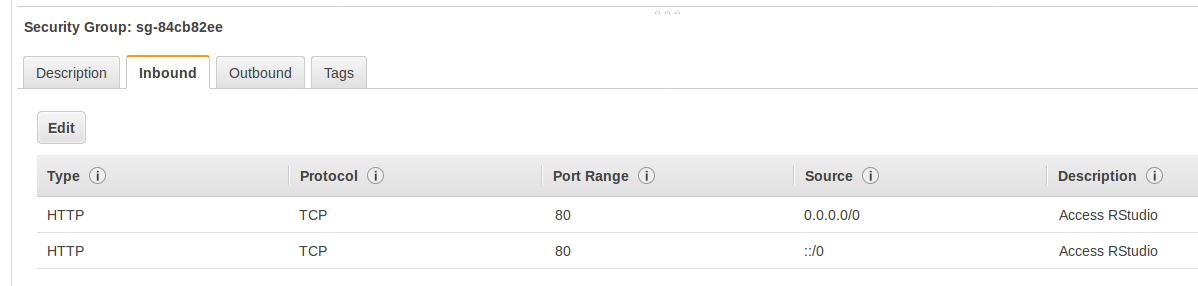 Security Group: sg-84cb82ee
Description Inbound Outbound Tags
Edit
Type i Protocol i Port Range i Source i Description i
HTTP TCP 80 0.0.0.0/0 Access RStudio
HTTP TCP 80 ::/0 Access RStudio